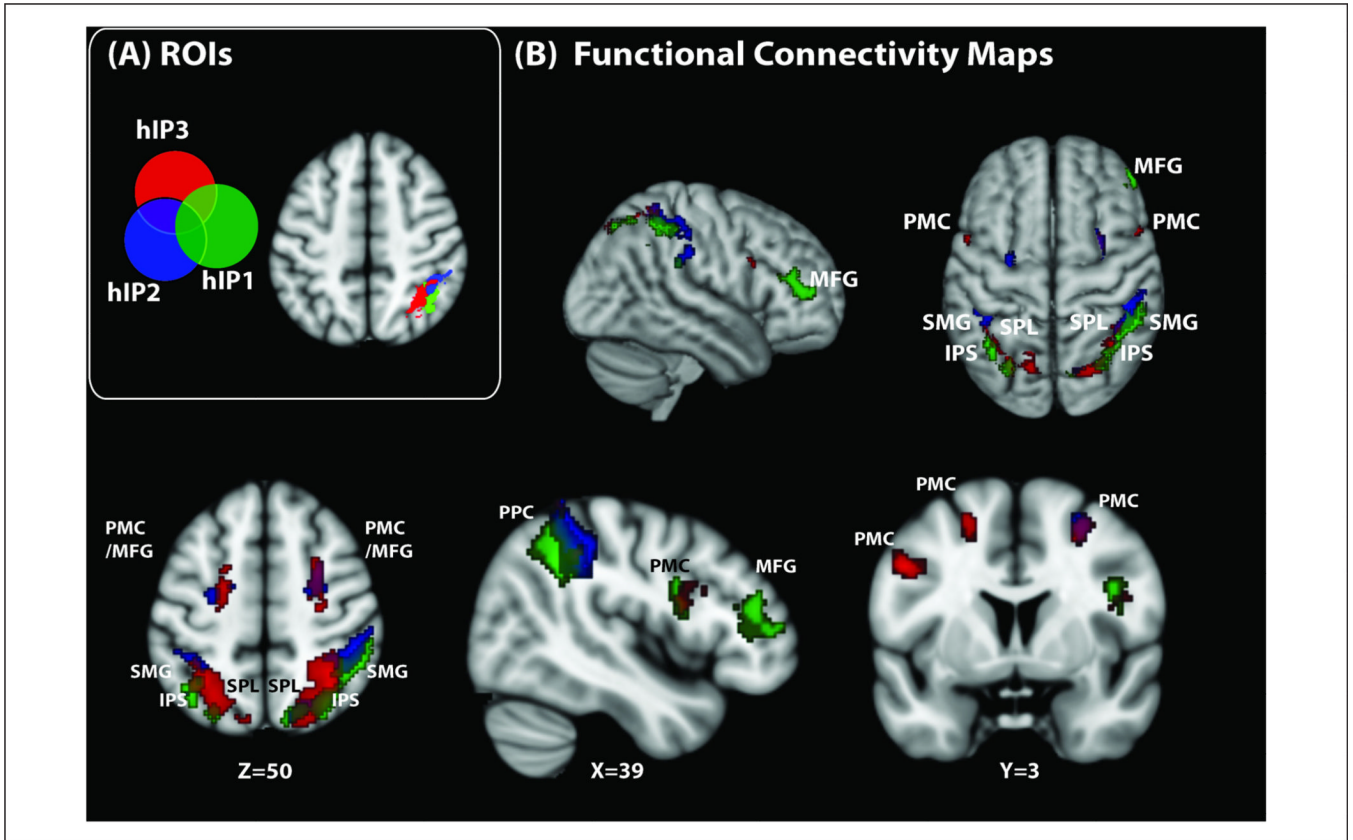 (A) ROIs
hIP3
hIP2
hIP1
(B) Functional Connectivity Maps
MFG
MFG
PMC
PMC
SMG
SPL
SPL
SMG
IPS
IPS
PMC
/MFG
PMC
/MFG
SMG
SPL
SPL
SMG
IPS
IPS
Z=50
PPC
PMC
MFG
X=39
PMC
PMC
PMC
Y=3